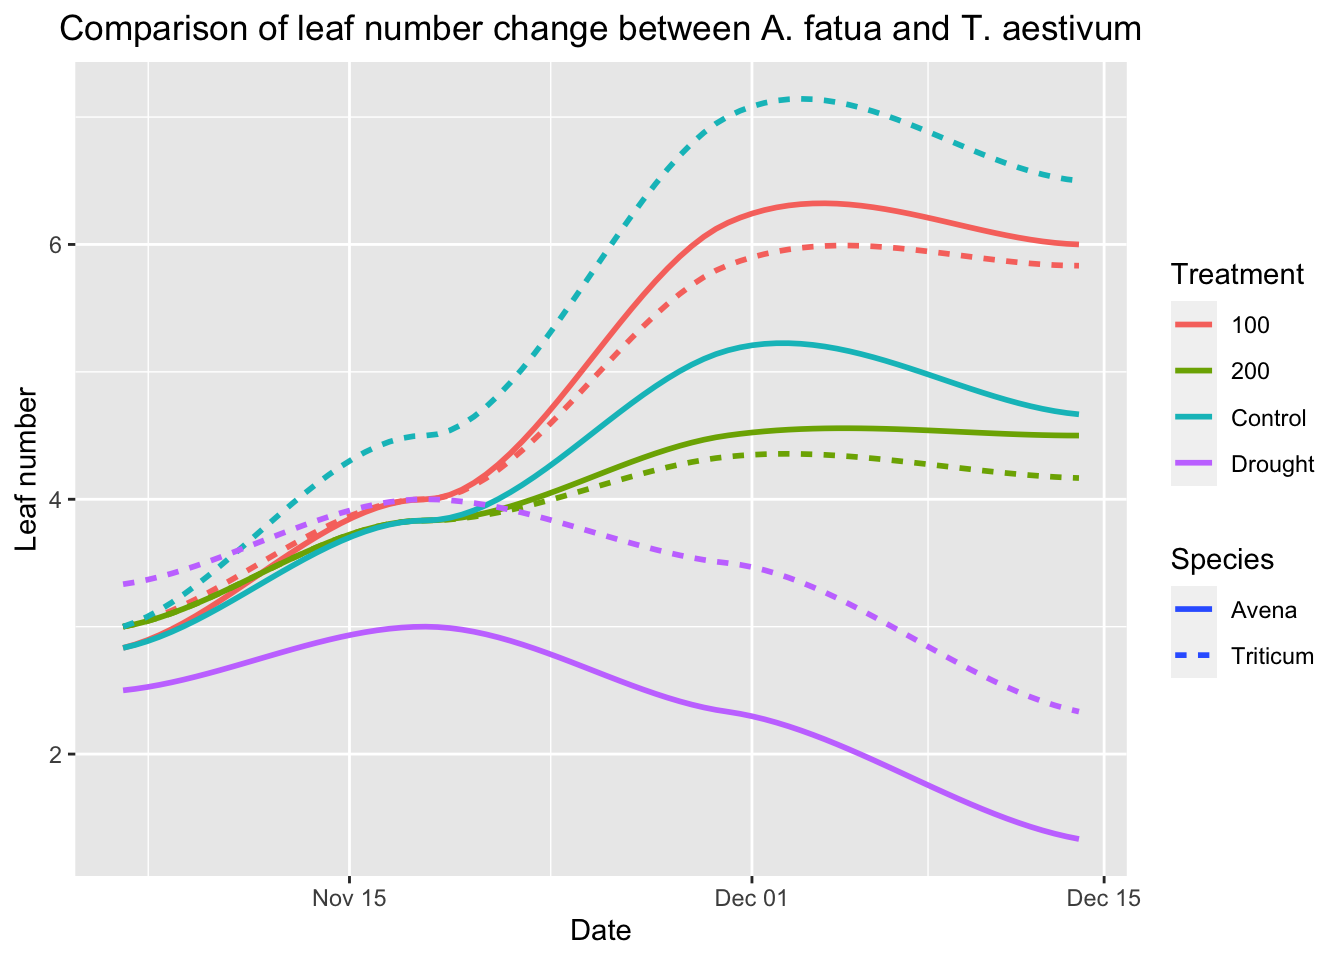 Comparison of leaf number change between A. fatua and T. aestivum
Leaf number
6
4
2
Nov 15
Dec 01
Dec 15
Date
Treatment
100
200
Control
Drought
Species
Avena
Triticum